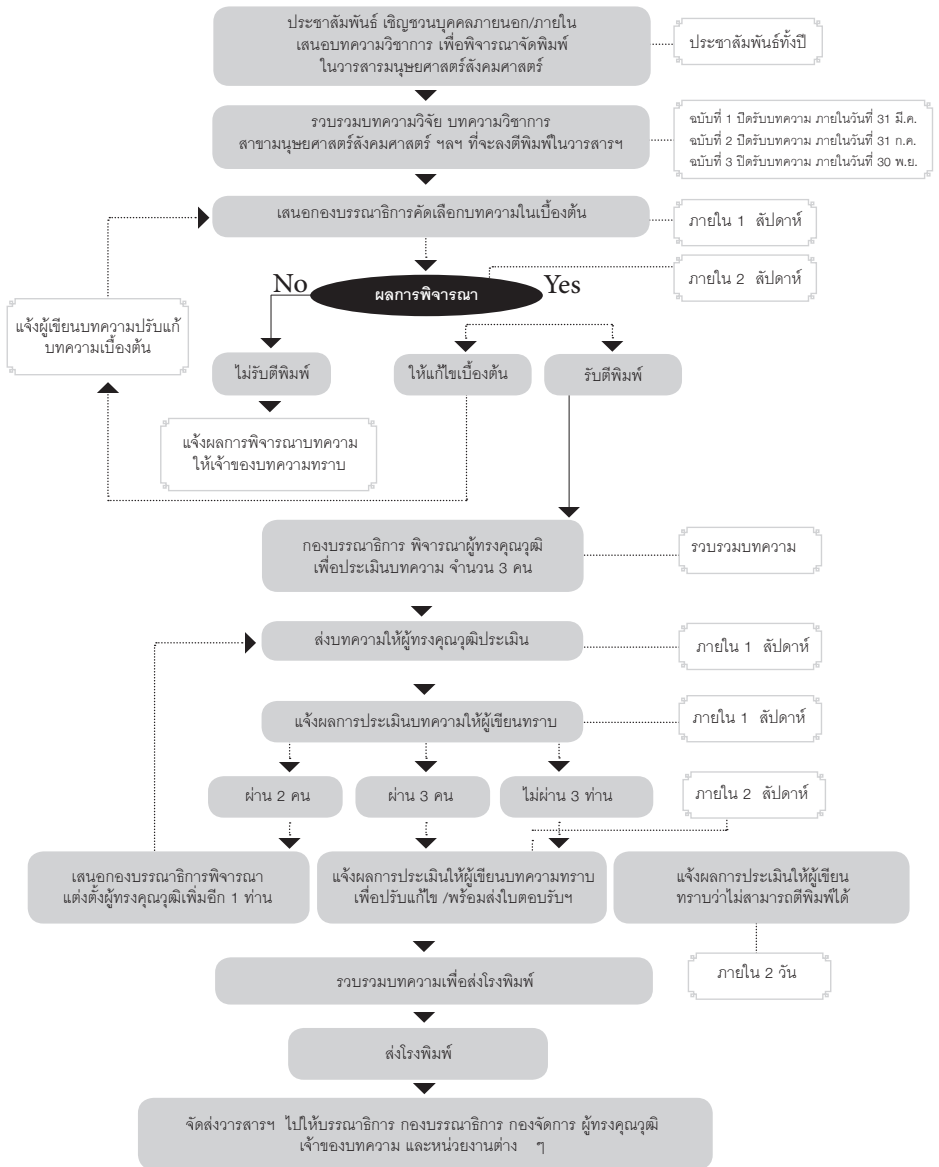 ประชาสัมพันธ์ เชิญชวนบุคคลภายนอก/ภายใน
เสนอบทความวิชาการ เพื่อพิจารณาจัดพิมพ์
ในวารสารมนุษยศาสตร์สังคมศาสตร์
ประชาสัมพันธ์ทั้งปี
รวบรวมบทความวิจัย บทความวิชาการ
สาขามนุษยศาสตร์สังคมศาสตร์ ฯลฯ ที่จะลงตีพิมพ์ในวารสารฯ
ฉบับที่ 1 ปิดรับบทความ ภายในวันที่ 31 มี.ค.
ฉบับที่ 2 ปิดรับบทความ ภายในวันที่ 31 ก.ค.
ฉบับที่ 3 ปิดรับบทความ ภายในวันที่ 30 พ.ย.
เสนอกองบรรณาธิการคัดเลือกบทความในเบื้องต้น
ภายใน 1 สัปดาห์
No
ผลการพิจารณา
Yes
ภายใน 2 สัปดาห์
แจ้งผู้เขียนบทความปรับแก้
บทความเบื้องต้น
ไม่รับตีพิมพ์
ให้แก้ไขเบื้องต้น
รับตีพิมพ์
แจ้งผลการพิจารณาบทความ
ให้เจ้าของบทความทราบ
กองบรรณาธิการ พิจารณาผู้ทรงคุณวุฒิ
เพื่อประเมินบทความ จำนวน 3 คน
รวบรวมบทความ
ส่งบทความให้ผู้ทรงคุณวุฒิประเมิน
ภายใน 1 สัปดาห์
แจ้งผลการประเมินบทความให้ผู้เขียนทราบ
ภายใน 1 สัปดาห์
ผ่าน 2 คน
ผ่าน 3 คน
ไม่ผ่าน 3 ท่าน
ภายใน 2 สัปดาห์
เสนอกองบรรณาธิการพิจารณา
แต่งตั้งผู้ทรงคุณวุฒิเพิ่มอีก 1 ท่าน
แจ้งผลการประเมินให้ผู้เขียนบทความทราบ
เพื่อปรับแก้ไข /พร้อมส่งใบตอบรับฯ
แจ้งผลการประเมินให้ผู้เขียน
ทราบว่าไม่สามารถตีพิมพ์ได้
ภายใน 2 วัน
รวบรวมบทความเพื่อส่งโรงพิมพ์
ส่งโรงพิมพ์
จัดส่งวารสารฯ ไปให้บรรณาธิการ กองบรรณาธิการ กองจัดการ ผู้ทรงคุณวุฒิ
เจ้าของบทความ และหน่วยงานต่าง ๆ